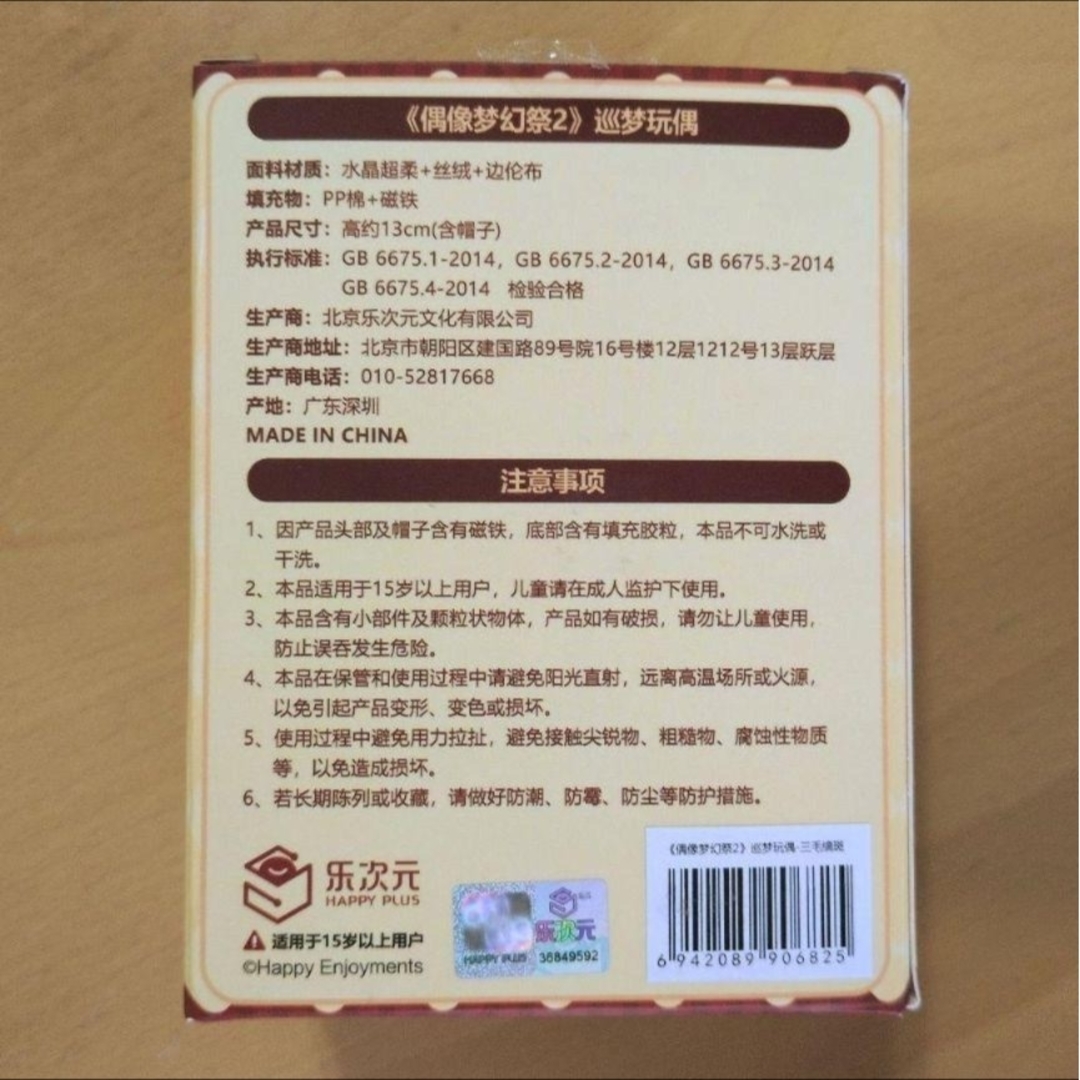 《偶像梦幻祭2》巡梦玩偶
面料材质：水晶超柔+丝绒+边伦布
填充物：PP棉+磁铁
产品尺寸：高约13cm(含帽子)
执行标准：GB 6675.1-2014，GB 6675.2-2014，GB 6675.3-2014
GB 6675.4-2014 检验合格
生产商：北京乐次元文化有限公司
生产商地址：北京市朝阳区建国路89号院16号楼12层1212号13层跃层
生产商电话：010-52817668
产地：广东深圳
MADE IN CHINA
注意事项
1、因产品头部及帽子含有磁铁，底部含有填充胶粒，本品不可水洗或
干洗。
2、本品适用于15岁以上用户，儿童请在成人监护下使用。
3、本品含有小部件及颗粒状物体，产品如有破损，请勿让儿童使用，
防止误吞发生危险。
4、本品在保管和使用过程中请避免阳光直射，远离高温场所或火源，
以免引起产品变形、变色或损坏。
5、使用过程中避免用力拉扯，避免接触尖锐物、粗糙物、腐蚀性物质
等，以免造成损坏。
6、若长期陈列或收藏，请做好防潮、防霉、防尘等防护措施。
乐次元
HAPPY PLUS
适用于15岁以上用户
©Happy Enjoyments
乐次元
HAPPY PLUS 36849592
《偶像梦幻祭2》巡梦玩偶-三毛缟斑
6 942089 906825